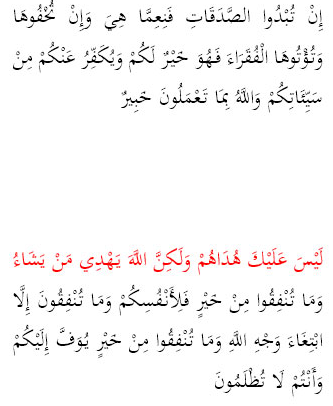 إِنْ تُبْدُوا الصَّدَقَاتِ فَنِعِمَّا هِيَ وَإِنْ تُخْفُوهَا
وَتُؤْتُوهَا الْفُقَرَاءَ فَهُوَ خَيْرٌ لَكُمْ وَيُكَفِّرُ عَنْكُمْ مِنْ
سَيِّئَاتِكُمْ وَاللَّهُ بِمَا تَعْمَلُونَ خَبِيرٌ
لَيْسَ عَلَيْكَ هُدَاهُمْ وَلَكِنَّ اللَّهَ يَهْدِي مَنْ يَشَاءُ
وَمَا تُنْفِقُوا مِنْ خَيْرٍ فَلِأَنْفُسِكُمْ وَمَا تُنْفِقُونَ إِلَّا
ابْتِغَاءَ وَجْهِ اللَّهِ وَمَا تُنْفِقُوا مِنْ خَيْرٍ يُوَفَّ إِلَيْكُمْ
وَأَنْتُمْ لَا تُظْلَمُونَ